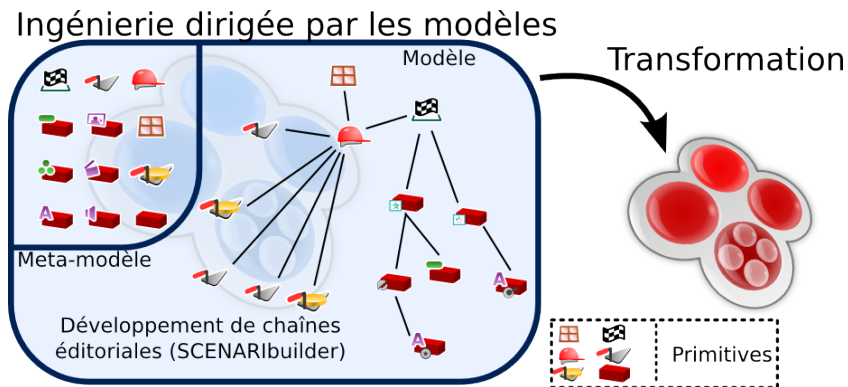 Ingénierie dirigée par les modèles
Modèle
Transformation
A
A
A
Meta-modèle
Développement de chaînes
éditoriales (SCENARIbuilder)
Primitives